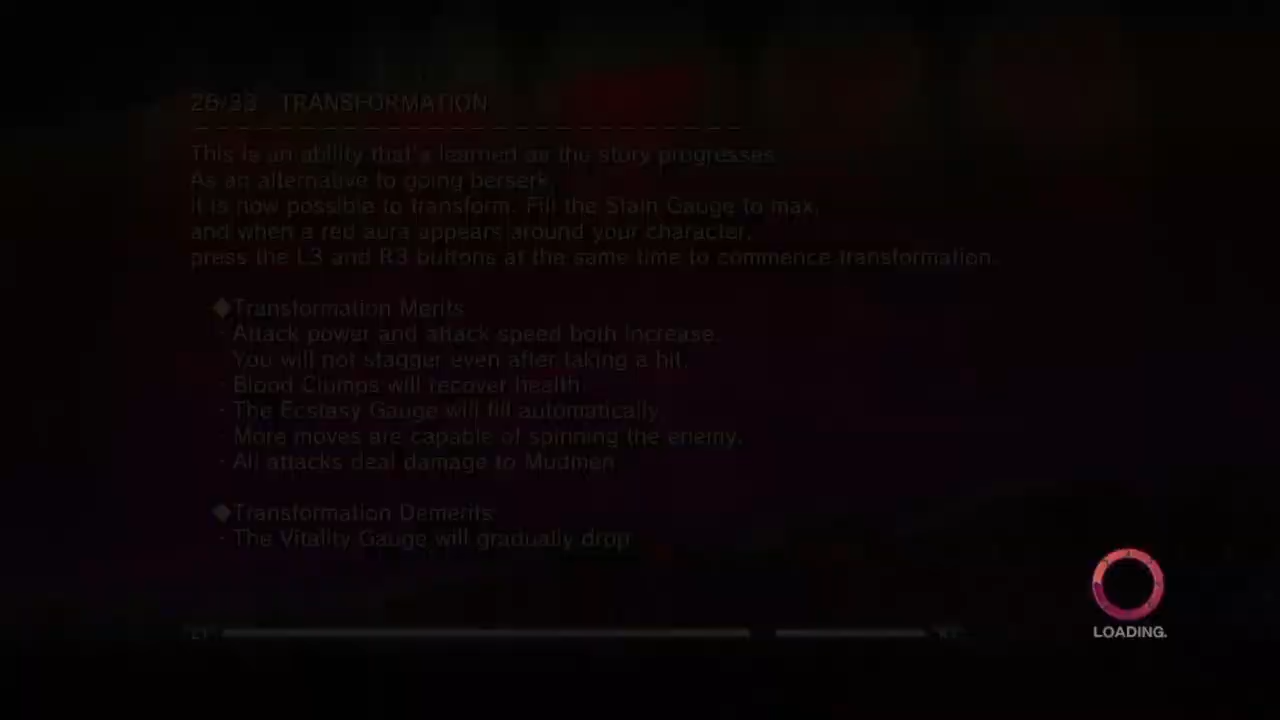 26/33 TRANSFORMATION
This is an ability that's learned as the story progresses.
As an alternative to going berserk,
it is now possible to transform. Fill the Stain Gauge to max,
and when a red aura appears around your character,
press the L3 and R3 buttons at the same time to commence transformation.
◆Transformation Merits
· Attack power and attack speed both increase.
You will not stagger even after taking a hit.
· Blood Clumps will recover health.
· The Ecstasy Gauge will fill automatically.
· More moves are capable of spinning the enemy.
· All attacks deal damage to Mudmen.
◆Transformation Demerits
· The Vitality Gauge will gradually drop.
LOADING.